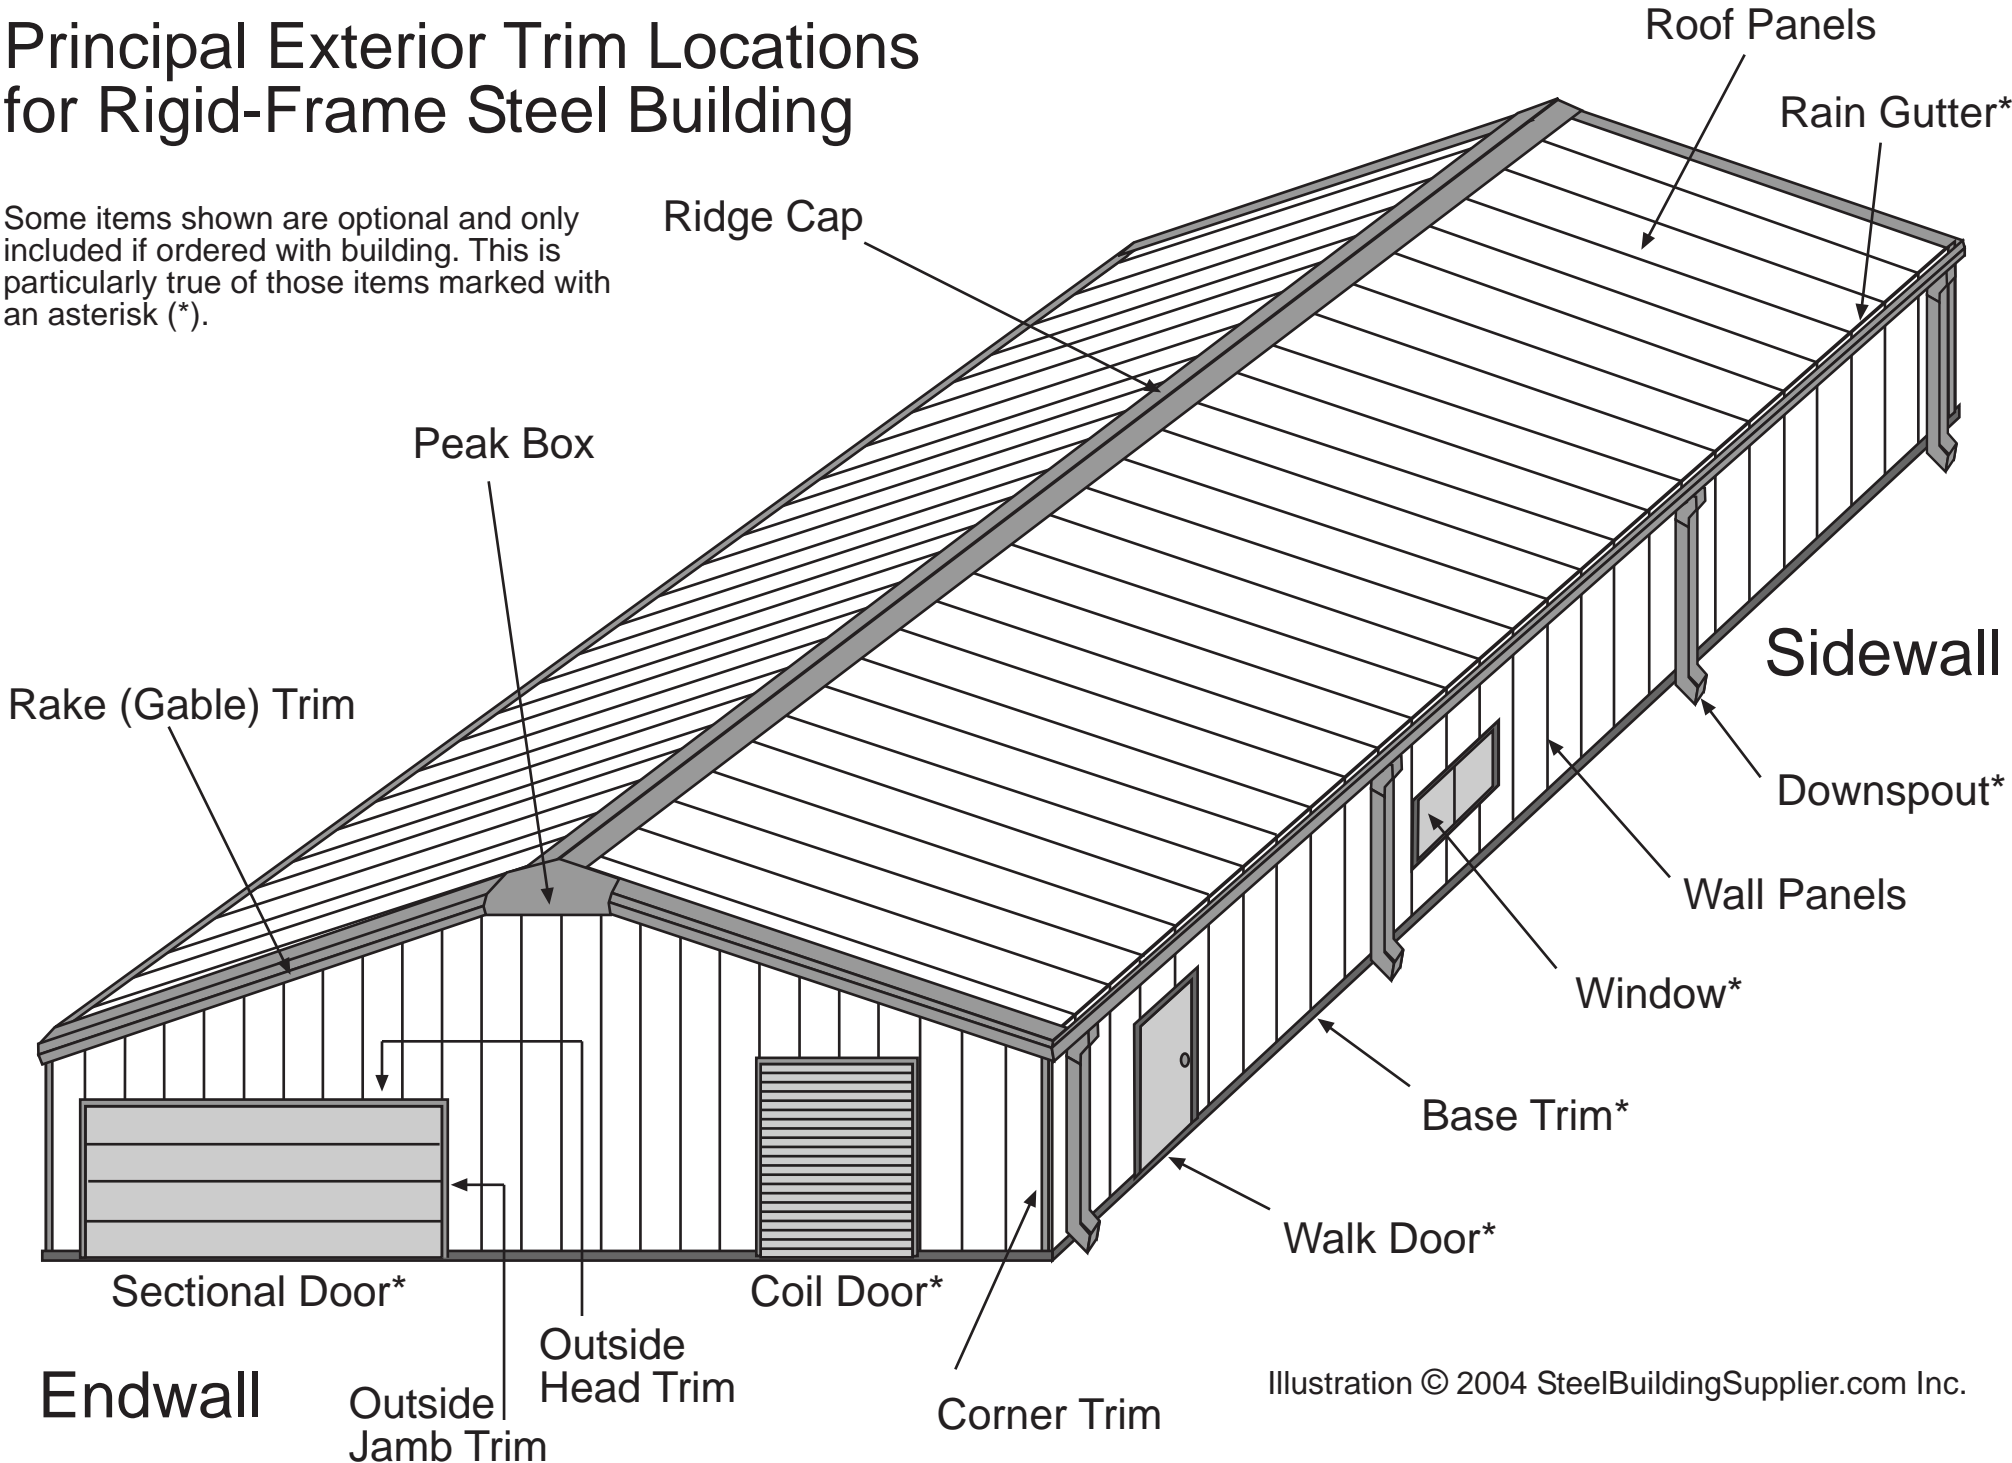 Principal Exterior Trim Locations
for Rigid-Frame Steel Building
Roof Panels
Rain Gutter*
Some items shown are optional and only
included if ordered with building. This is
particularly true of those items marked with
an asterisk (*).
Ridge Cap
Peak Box
Sidewall
Rake (Gable) Trim
Downspout*
Wall Panels
Window*
Base Trim*
Walk Door*
Sectional Door*
Coil Door*
Outside
Head Trim
Endwall
Outside
Jamb Trim
Corner Trim
Illustration © 2004 SteelBuildingSupplier.com Inc.